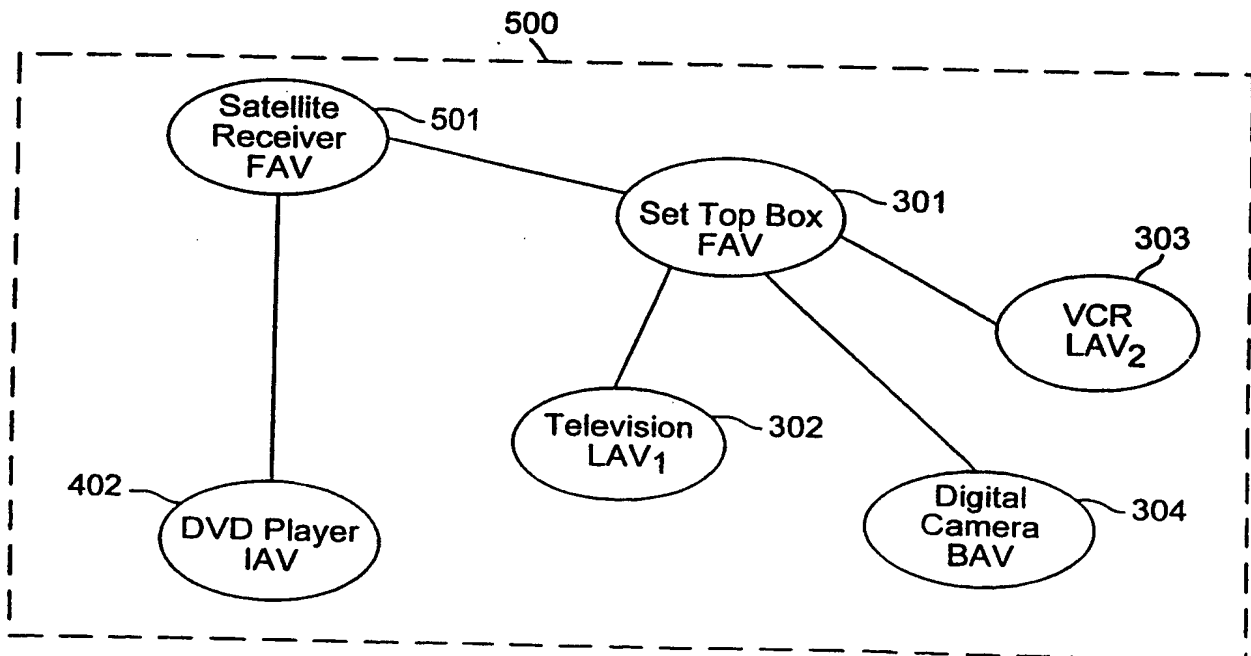 500
Satellite
Receiver
FAV
501
Set Top Box
FAV
301
303
VCR
LAV2
Television
LAV1
302
402
DVD Player
IAV
Digital
Camera
BAV
304